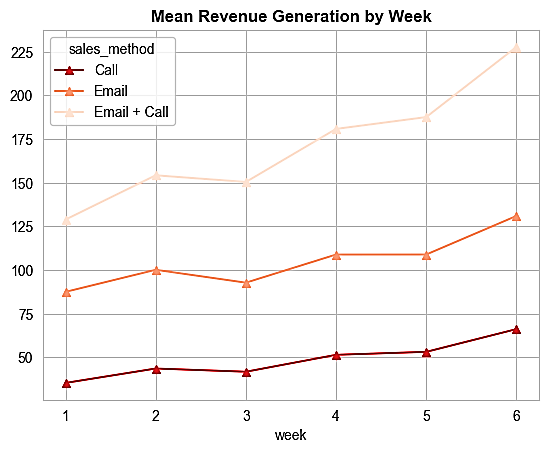 Mean Revenue Generation by Week
sales_method
Call
Email
Email + Call
225
200
175
150
125
100
75
50
1 2 3 4 5 6
week